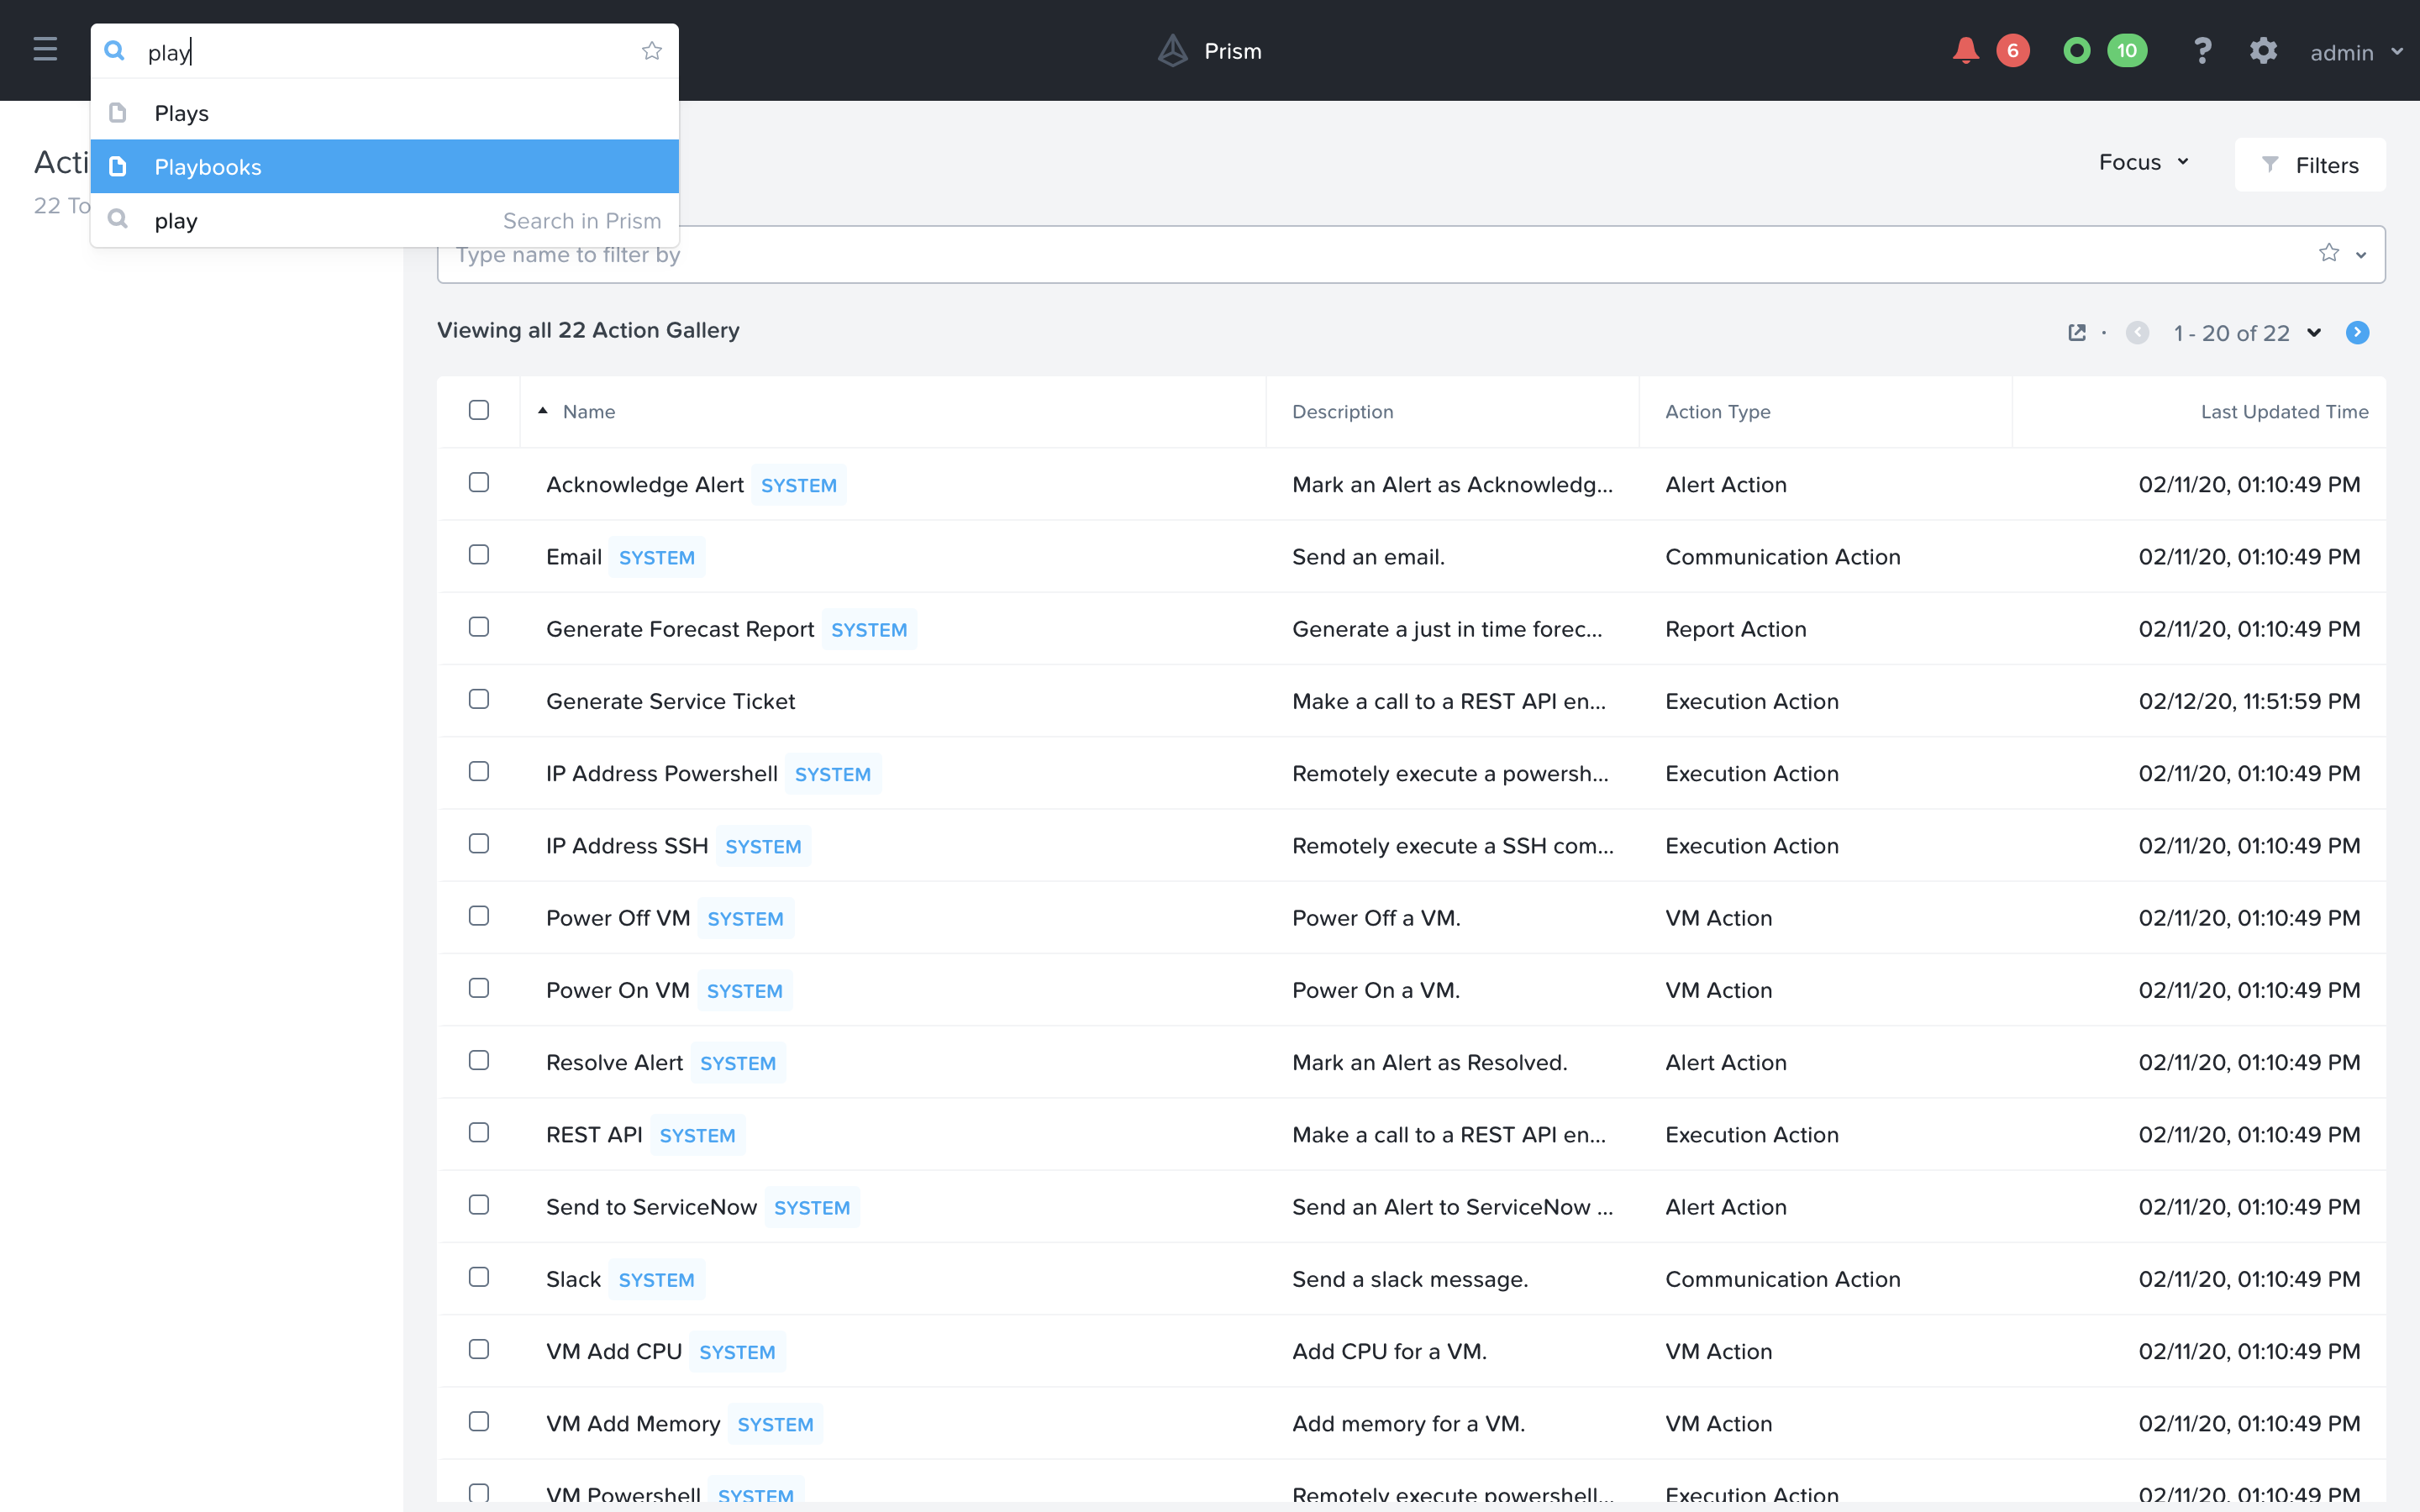 play
Prism
6
10
?
admin
Plays
Playbooks
play Search in Prism
Acti
22 To
Focus
Filters
Type name to filter by
Viewing all 22 Action Gallery
1 - 20 of 22
Name Description Action Type Last Updated Time
Acknowledge Alert SYSTEM Mark an Alert as Acknowledg... Alert Action 02/11/20, 01:10:49 PM
Email SYSTEM Send an email. Communication Action 02/11/20, 01:10:49 PM
Generate Forecast Report SYSTEM Generate a just in time forec... Report Action 02/11/20, 01:10:49 PM
Generate Service Ticket Make a call to a REST API en... Execution Action 02/12/20, 11:51:59 PM
IP Address Powershell SYSTEM Remotely execute a powersh... Execution Action 02/11/20, 01:10:49 PM
IP Address SSH SYSTEM Remotely execute a SSH com... Execution Action 02/11/20, 01:10:49 PM
Power Off VM SYSTEM Power Off a VM. VM Action 02/11/20, 01:10:49 PM
Power On VM SYSTEM Power On a VM. VM Action 02/11/20, 01:10:49 PM
Resolve Alert SYSTEM Mark an Alert as Resolved. Alert Action 02/11/20, 01:10:49 PM
REST API SYSTEM Make a call to a REST API en... Execution Action 02/11/20, 01:10:49 PM
Send to ServiceNow SYSTEM Send an Alert to ServiceNow ... Alert Action 02/11/20, 01:10:49 PM
Slack SYSTEM Send a slack message. Communication Action 02/11/20, 01:10:49 PM
VM Add CPU SYSTEM Add CPU for a VM. VM Action 02/11/20, 01:10:49 PM
VM Add Memory SYSTEM Add memory for a VM. VM Action 02/11/20, 01:10:49 PM
VM Powershell SYSTEM Remotely execute powershell... Execution Action 02/11/20, 01:10:49 PM